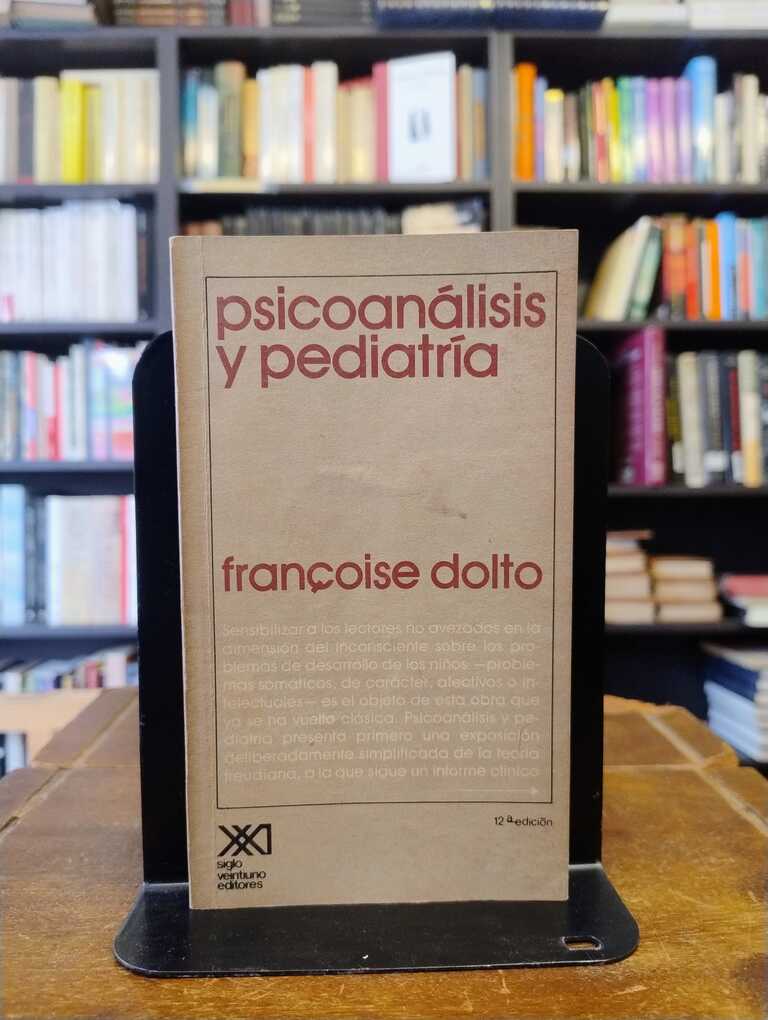 psicoanálisis
y pediatría
françoise dolto
Sensibilizar a los lectores no avezados en la
dimensión del inconsciente sobre los pro-
blemas de desarrollo de los niños —proble-
mas somáticos, de carácter, afectivos o in-
telectuales— es el objeto de esta obra que
ya se ha vuelto clásica. Psicoanálisis y pe-
diatría presenta primero una exposición
deliberadamente simplificada de la teoría
freudiana, a la que sigue un informe clínico
12ª edición
siglo
veintiuno
editores